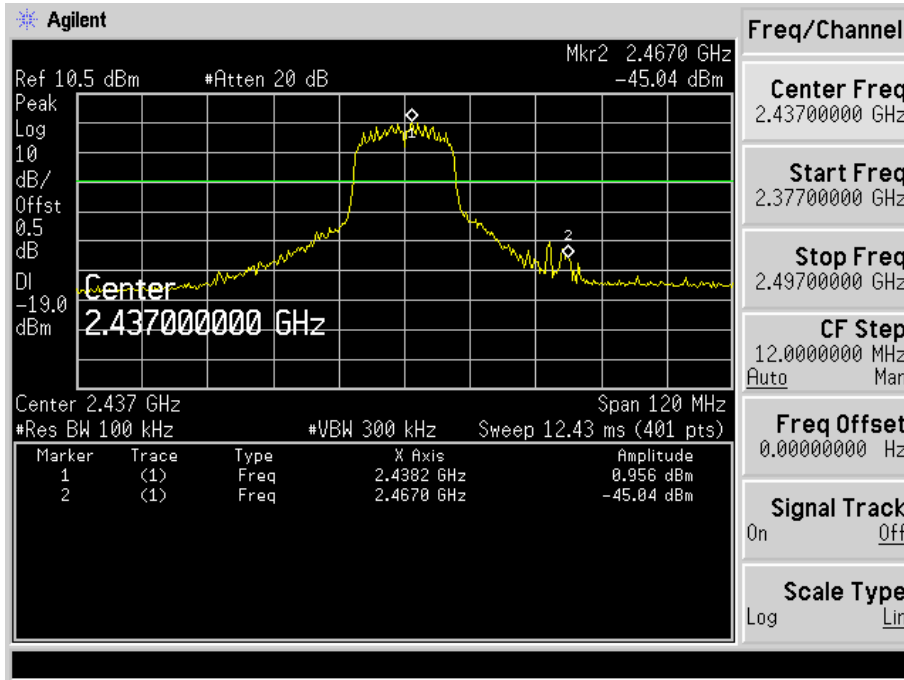 Agilent
Freq/Channel
Mkr2 2.4670 GHz
Ref 10.5 dBm #Atten 20 dB -45.04 dBm
Peak
Log
10
dB/
Offst
0.5
dB
DI
-19.0
dBm
1
2
Center
2.437000000 GHz
Center 2.437 GHz Span 120 MHz
#Res BW 100 kHz #VBW 300 kHz Sweep 12.43 ms (401 pts)
Marker Trace Type X Axis Amplitude
1 (1) Freq 2.4382 GHz 0.956 dBm
2 (1) Freq 2.4670 GHz -45.04 dBm
Center Freq
2.43700000 GHz
Start Freq
2.37700000 GHz
Stop Freq
2.49700000 GHz
CF Step
12.0000000 MHz
Auto Man
Freq Offset
0.00000000 Hz
Signal Track
On Off
Scale Type
Log Lin